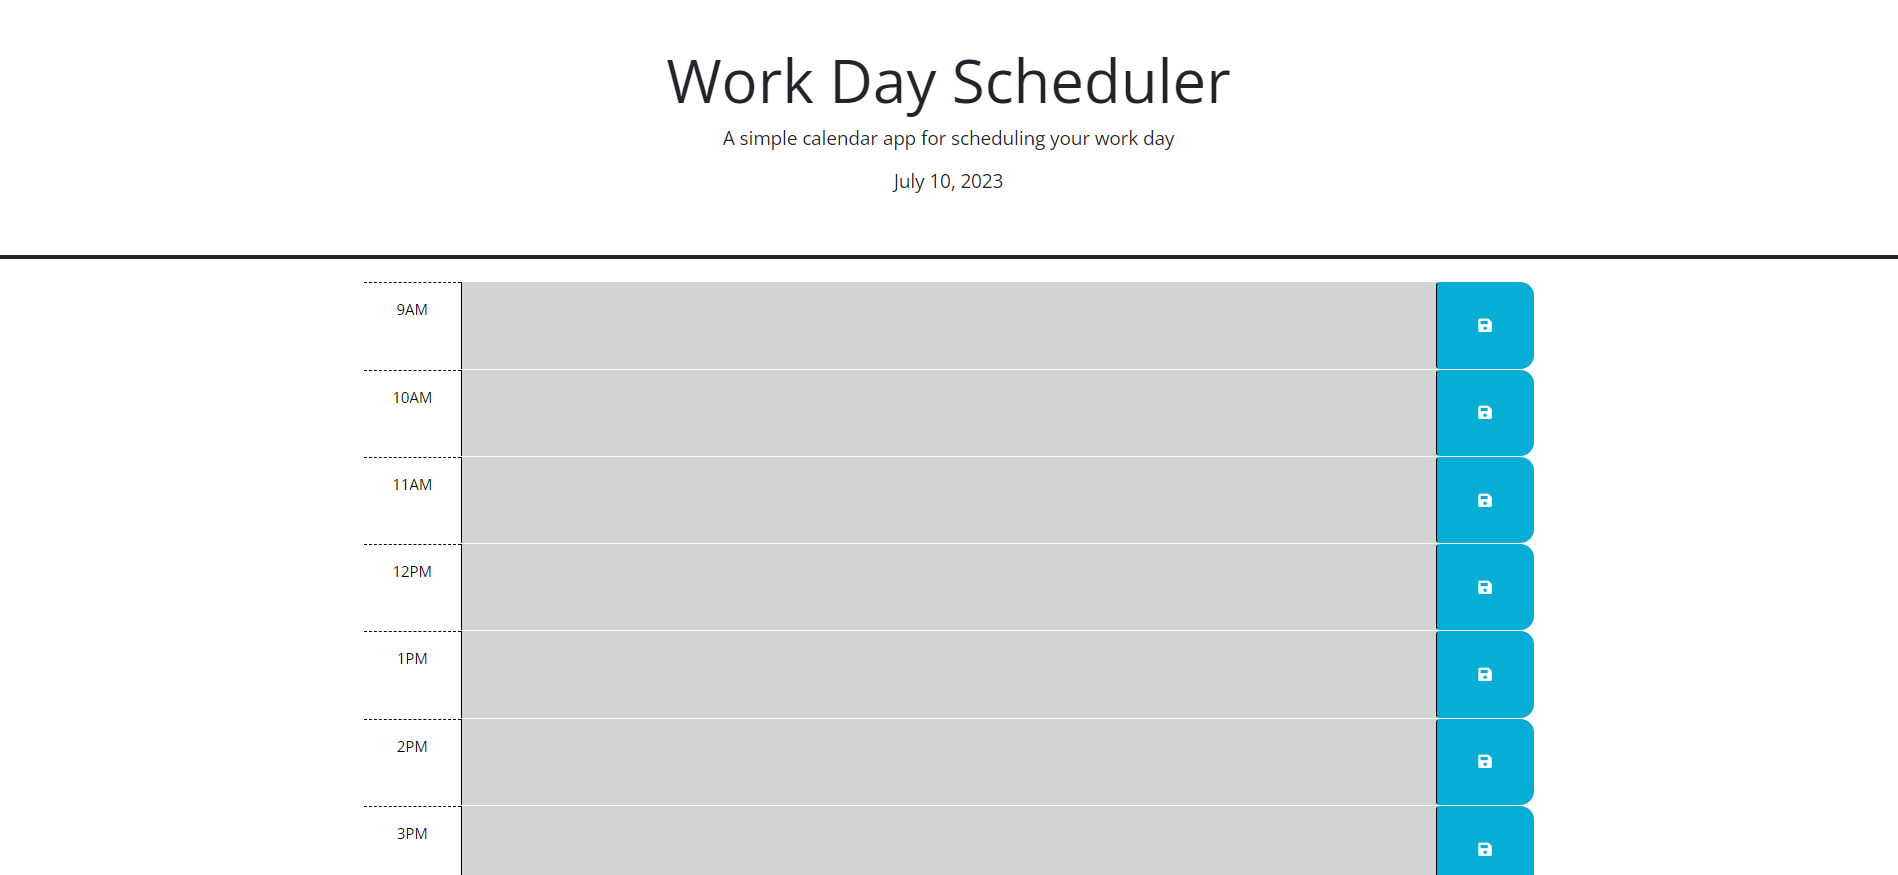 Work Day Scheduler
A simple calendar app for scheduling your work day
July 10, 2023
9AM
10AM
11AM
12PM
1PM
2PM
3PM